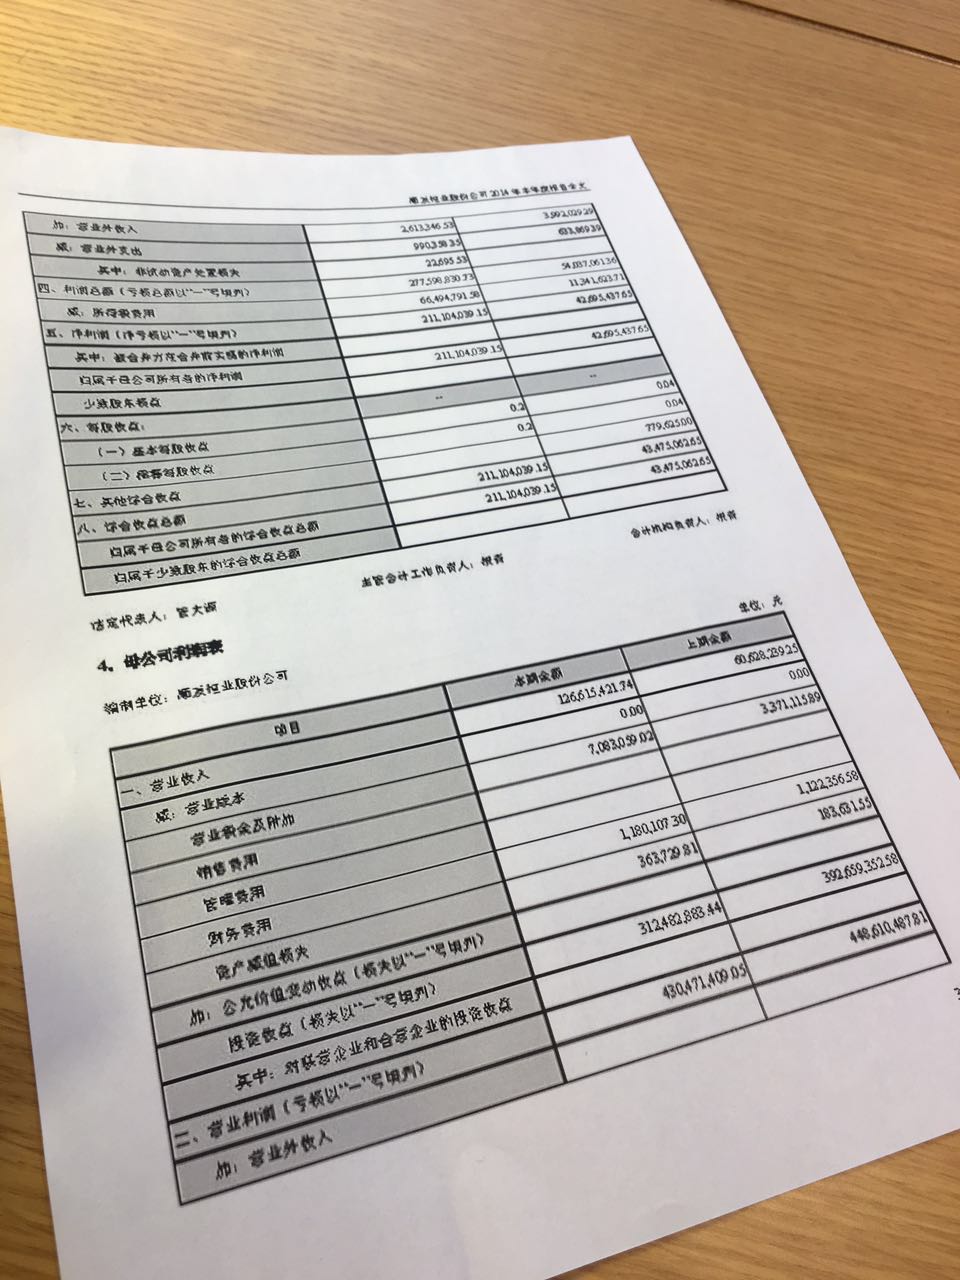 顺发恒业股份公司 2014 年半年度报告全文
加：营业外收入 2,613,346.53 3,592,029.29
减：营业外支出 990,358.35 633,869.39
其中：非流动资产处置损失 22,695.53
四、利润总额（亏损总额以“－”号填列） 277,598,830.73 54,037,061.36
减：所得税费用 66,494,791.58 11,341,623.71
五、净利润（净亏损以“－”号填列） 211,104,039.15 42,695,437.65
其中：被合并方在合并前实现的净利润
归属于母公司所有者的净利润 211,104,039.15 42,695,437.65
少数股东损益
六、每股收益： -- --
（一）基本每股收益 0.2 0.04
（二）稀释每股收益 0.2 0.04
七、其他综合收益 779,625.00
八、综合收益总额 211,104,039.15 43,475,062.65
归属于母公司所有者的综合收益总额 211,104,039.15 43,475,062.65
归属于少数股东的综合收益总额
法定代表人：管大源 主管会计工作负责人： 会计机构负责人：
4、母公司利润表
编制单位：顺发恒业股份公司
单位：元
项目 本期金额 上期金额
一、营业收入 126,615,421.74 60,628,239.25
减：营业成本 0.00 0.00
营业税金及附加 7,083,059.02 3,371,115.89
销售费用
管理费用
财务费用 1,180,107.30 1,122,356.58
资产减值损失 363,729.81 183,631.55
加：公允价值变动收益（损失以“－”号填列）
投资收益（损失以“－”号填列） 312,482,883.44 392,659,352.58
其中：对联营企业和合营企业的投资收益
二、营业利润（亏损以“－”号填列） 430,471,409.05 448,610,487.81
加：营业外收入